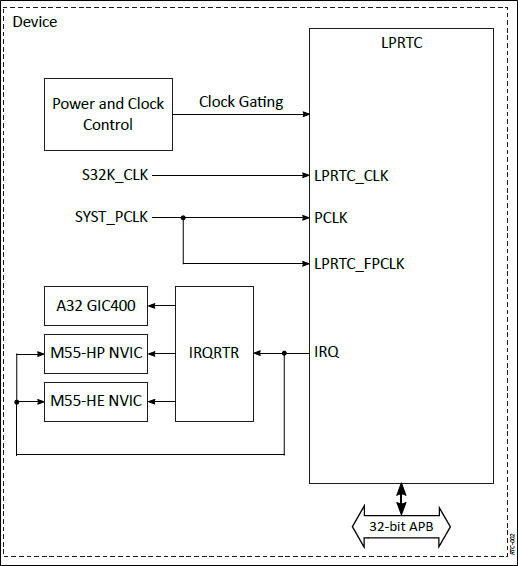 Device
LPRTC
Power and Clock
Control
Clock Gating
S32K_CLK
LPRTC_CLK
SYST_PCLK
PCLK
LPRTC_FPCLK
A32 GIC400
M55-HP NVIC
IRQRTR
IRQ
M55-HE NVIC
32-bit APB
RTC-002